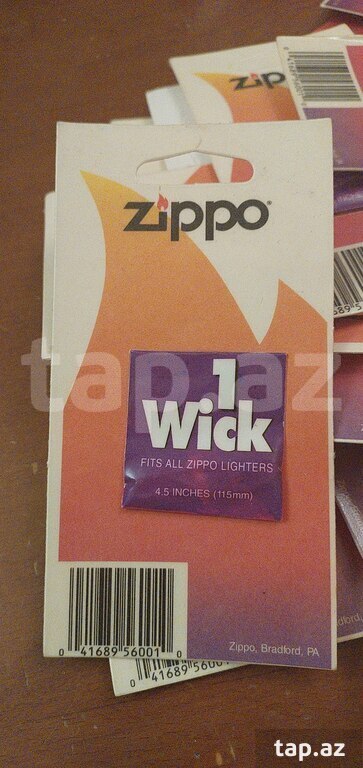 zippo
tap.az
1
Wick
FITS ALL ZIPPO LIGHTERS
4.5 INCHES (115mm)
0 41689 56001 0
Zippo, Bradford, PA
tap.az